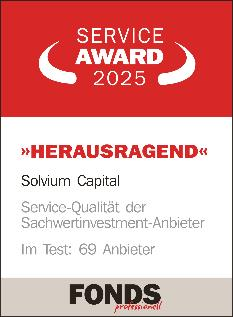 SERVICE
AWARD
2025
»HERAUSRAGEND«
Solvium Capital
Service-Qualität der
Sachwertinvestment-Anbieter
Im Test: 69 Anbieter
FONDS
professionell